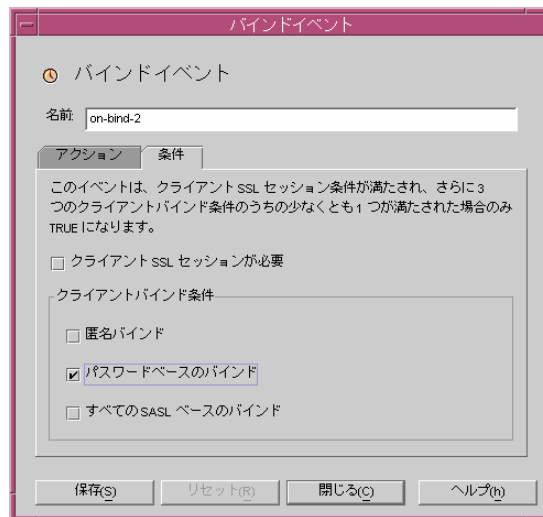 バインドイベント
バインドイベント
名前: on-bind-2
アクション 条件
このイベントは、クライアント SSL セッション条件が満たされ、さらに 3
つのクライアントバインド条件のうちの少なくとも 1 つが満たされた場合のみ
TRUE になります。
クライアント SSL セッションが必要
クライアントバインド条件
匿名バインド
パスワードベースのバインド
すべての SASL ベースのバインド
保存(S) リセット(R) 閉じる(C) ヘルプ(h)